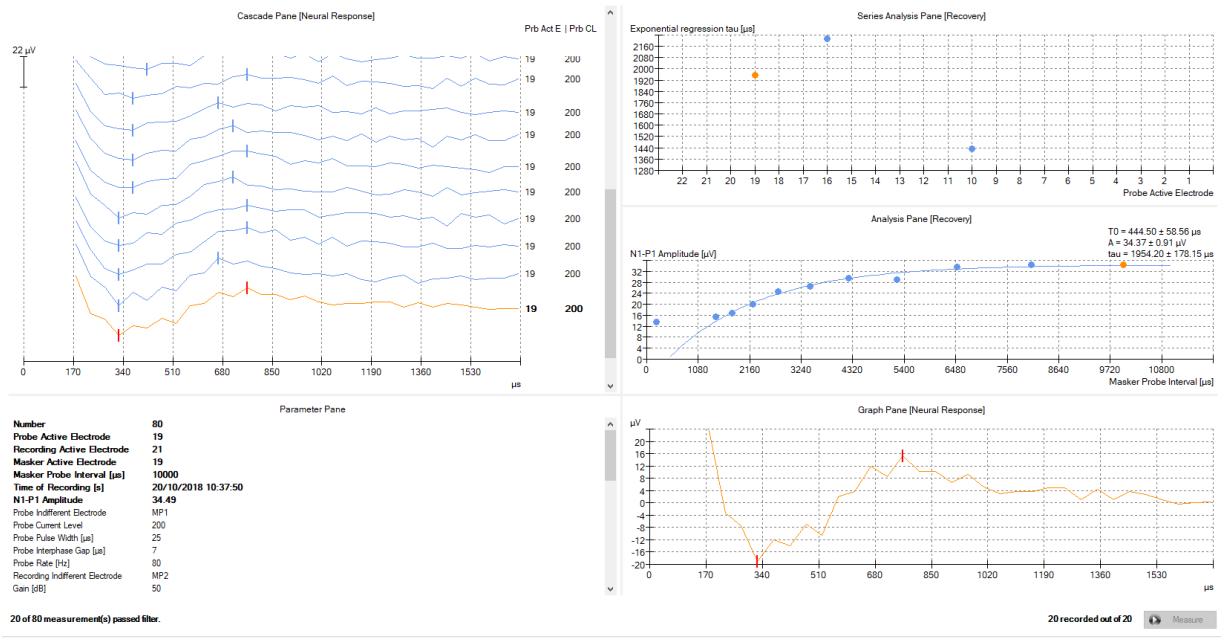 Cascade Pane [Neural Response]
Prb Act E | Prb CL
22 µV
19 200
19 200
19 200
19 200
19 200
19 200
19 200
19 200
19 200
19 200
0 170 340 510 680 850 1020 1190 1360 1530
µs
Series Analysis Pane [Recovery]
Exponential regression tau [µs]
2160
2080
2000
1920
1840
1760
1680
1600
1520
1440
1360
1280
22 21 20 19 18 17 16 15 14 13 12 11 10 9 8 7 6 5 4 3 2 1
Probe Active Electrode
Analysis Pane [Recovery]
T0 = 444.50 ± 58.56 µs
A = 34.37 ± 0.91 µV
tau = 1954.20 ± 178.15 µs
N1-P1 Amplitude [µV]
32
28
24
20
16
12
8
4
0
0 1080 2160 3240 4320 5400 6480 7560 8640 9720 10800
Masker Probe Interval [µs]
Parameter Pane
Number 80
Probe Active Electrode 19
Recording Active Electrode 21
Masker Active Electrode 19
Masker Probe Interval [µs] 10000
Time of Recording [s] 20/10/2018 10:37:50
N1-P1 Amplitude 34.49
Probe Indifferent Electrode MP1
Probe Current Level 200
Probe Pulse Width [µs] 25
Probe Interphase Gap [µs] 7
Probe Rate [Hz] 80
Recording Indifferent Electrode MP2
Gain [dB] 50
Graph Pane [Neural Response]
µV
20
16
12
8
4
0
-4
-8
-12
-16
-20
0 170 340 510 680 850 1020 1190 1360 1530
µs
20 of 80 measurement(s) passed filter.
20 recorded out of 20
Measure